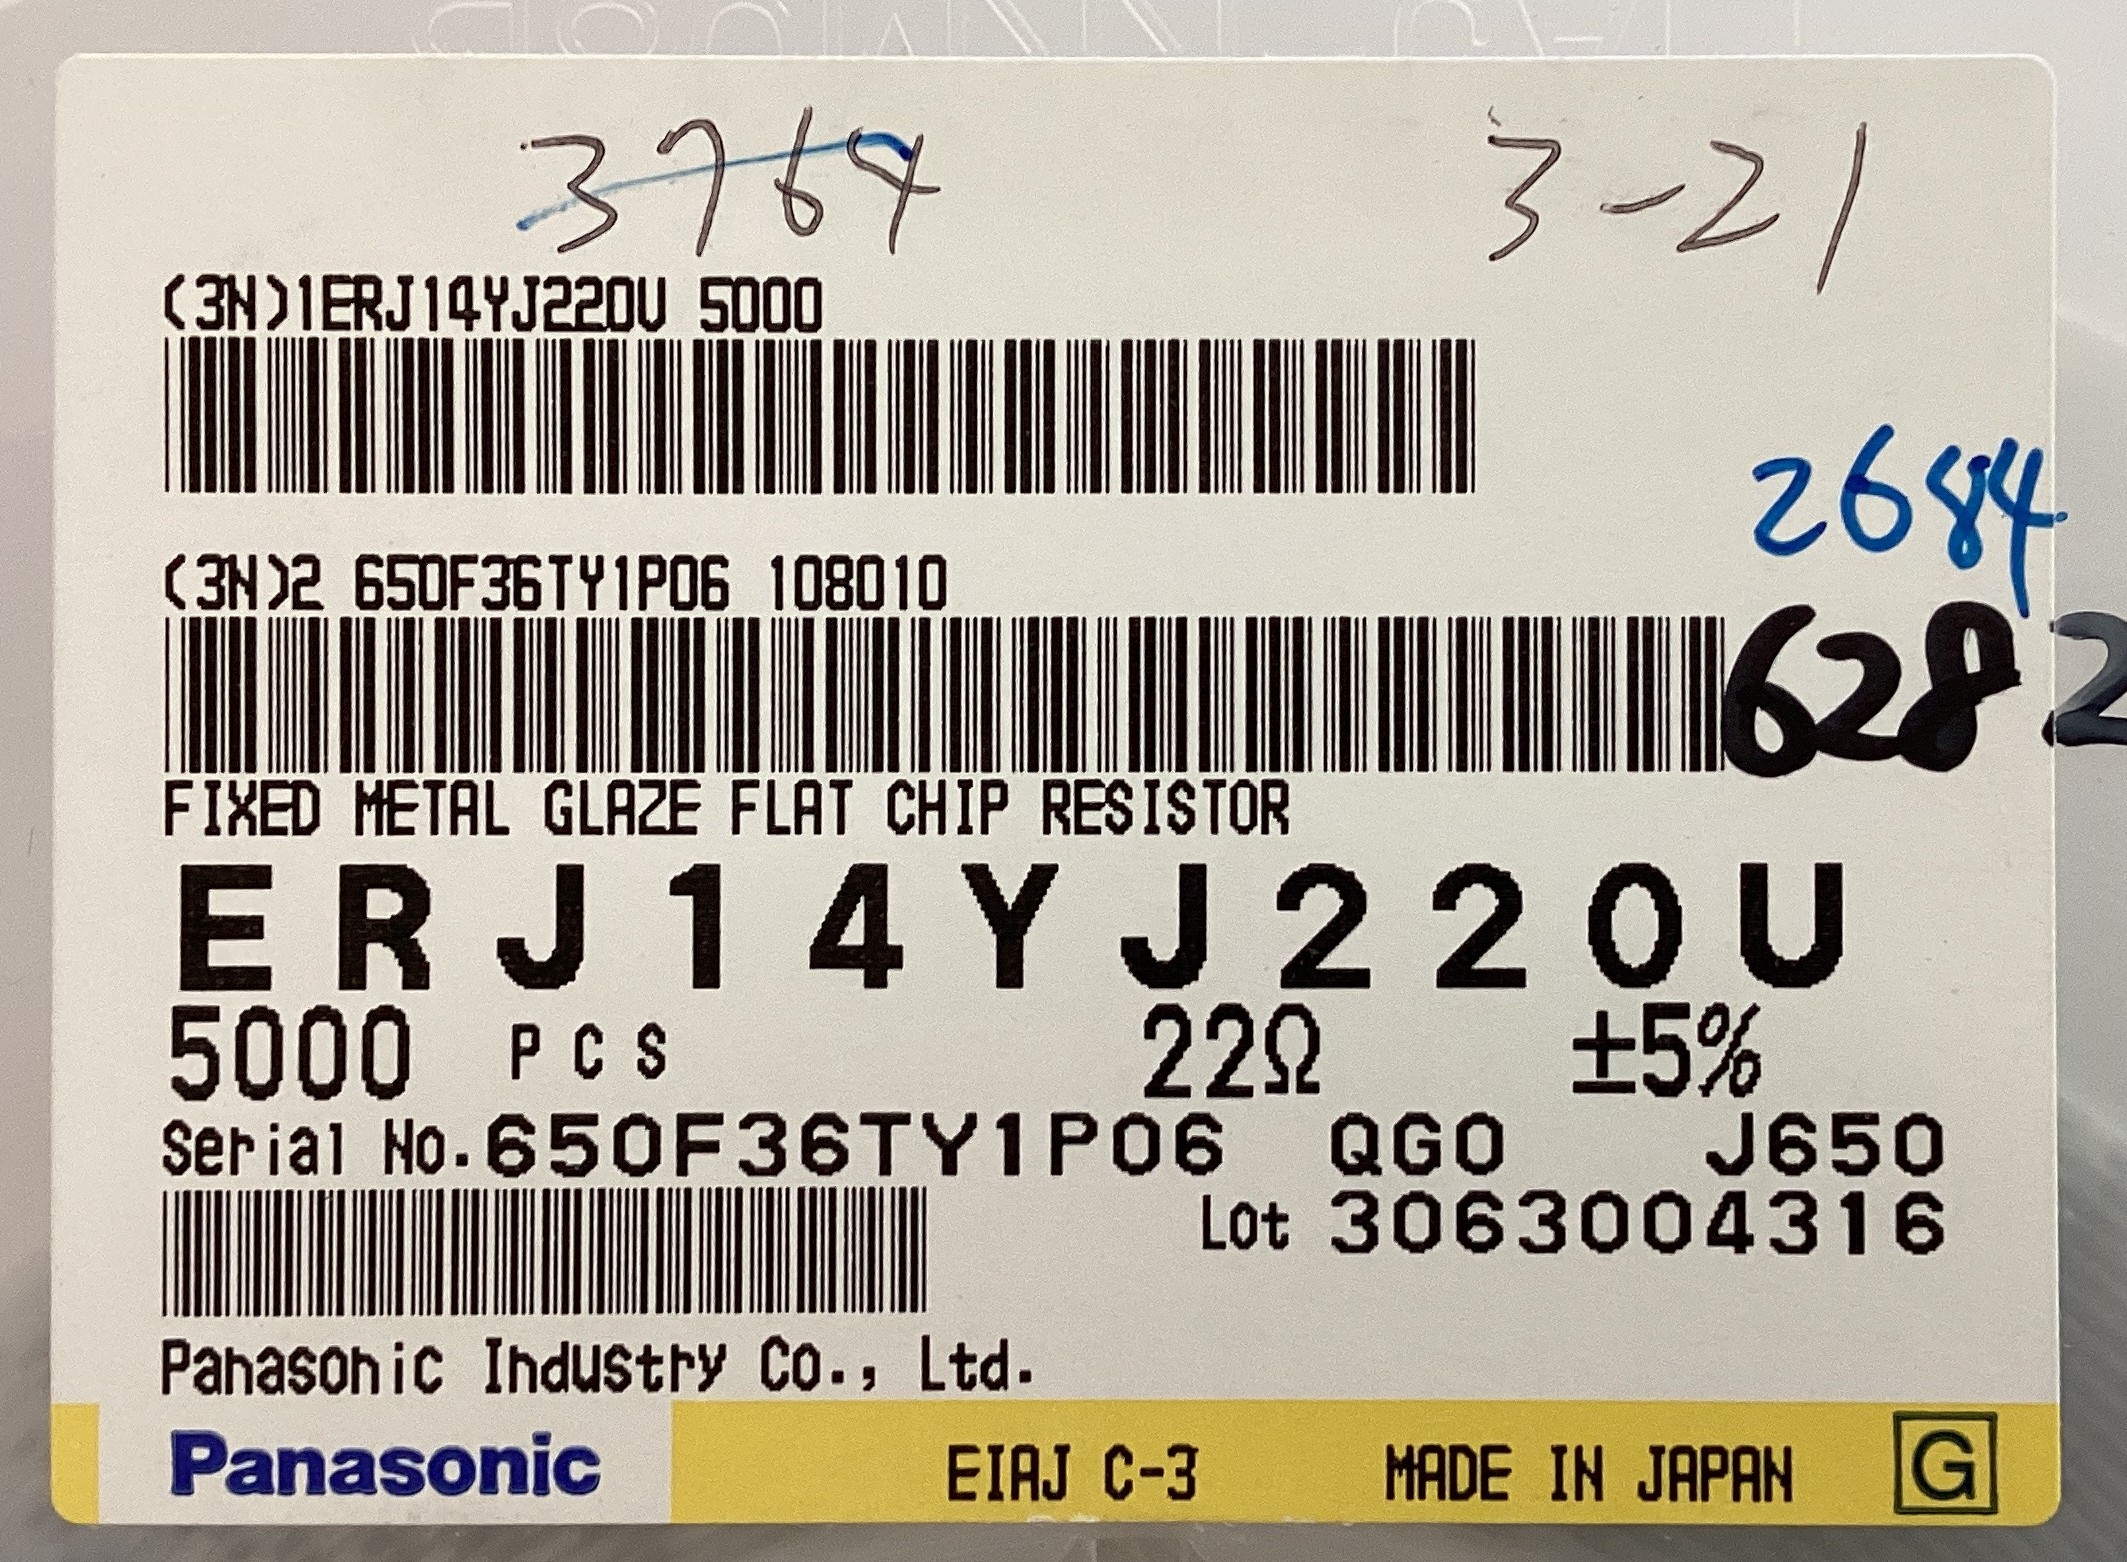 3764
3-21
(3N)1ERJ14YJ220U 5000
2684
(3N)2 650F36TY1P06 108010
6282
FIXED METAL GLAZE FLAT CHIP RESISTOR
ERJ14YJ220U
5000 PCS 22Ω ±5%
Serial No.650F36TY1P06 QGO J650
Lot 3063004316
Panasonic Industry Co., Ltd.
Panasonic EIAJ C-3 MADE IN JAPAN G